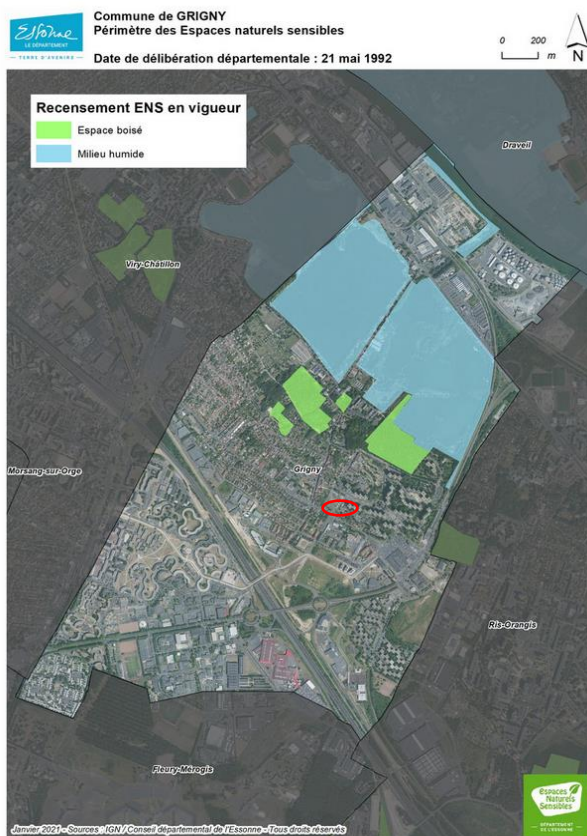 Essonne
LE DÉPARTEMENT
TERRE D'AVENIRS
Commune de GRIGNY
Périmètre des Espaces naturels sensibles
Date de délibération départementale : 21 mai 1992
0 200
m
N
Recensement ENS en vigueur
Espace boisé
Milieu humide
Draveil
Viry-Châtillon
Morsang-sur-Orge
Grigny
Ris-Orangis
Fleury-Mérogis
espaces
Naturels
Sensibles
DÉPARTEMENT
DE L'ESSONNE
Janvier 2021 - Sources : IGN / Conseil départemental de l'Essonne - Tous droits réservés